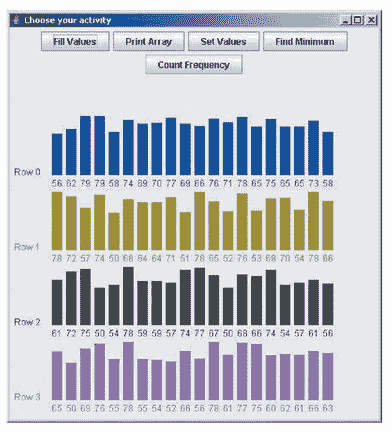 Choose your activity
Fill Values Print Array Set Values Find Minimum
Count Frequency
Row 0
56 62 79 79 58 74 69 70 77 69 66 76 71 78 65 75 65 65 73 58
Row 1
78 72 57 74 50 68 64 64 71 51 78 65 52 76 53 69 70 54 78 66
Row 2
61 72 75 50 54 78 59 59 57 74 77 67 50 68 66 74 54 57 61 56
Row 3
65 50 69 76 55 78 55 54 52 66 56 78 61 77 75 60 62 61 66 63